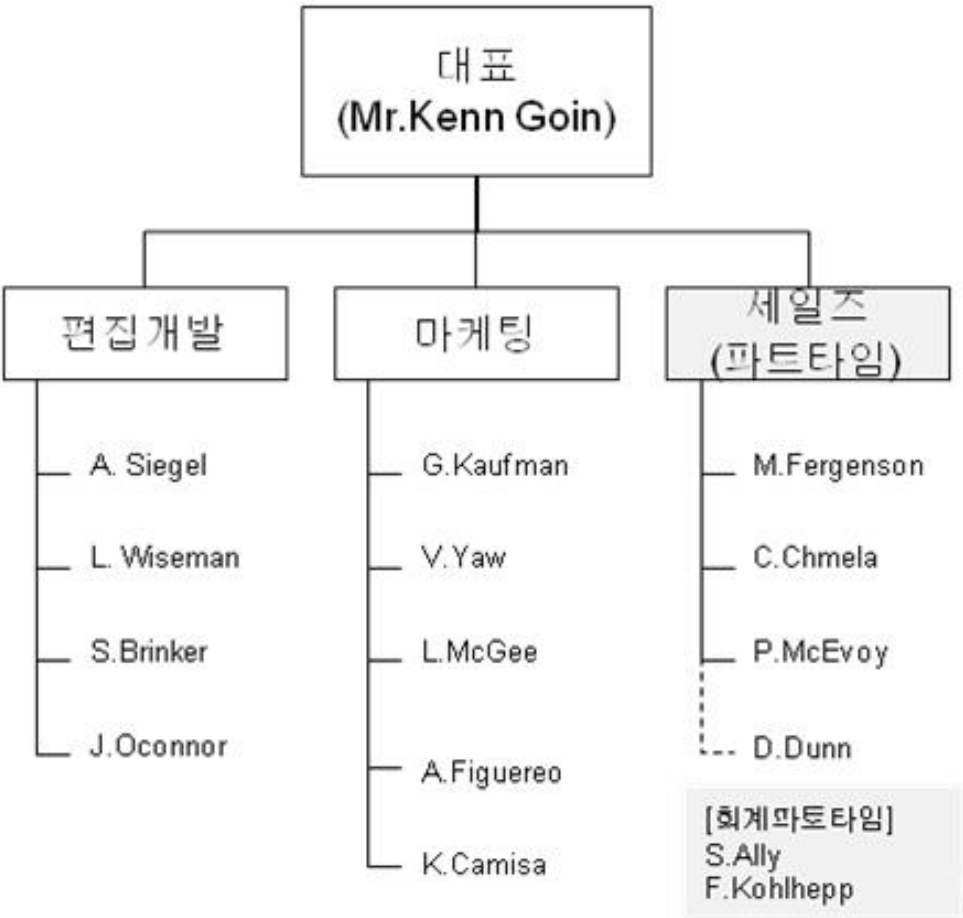 대표
(Mr.Kenn Goin)
편집개발
A. Siegel
L. Wiseman
S.Brinker
J.Oconnor
마케팅
G.Kaufman
V.Yaw
L.McGee
A.Figuereo
K.Camisa
세일즈
(파트타임)
M.Fergenson
C.Chmela
P.McEvoy
D.Dunn
[회계파토타임]
S.Ally
F.Kohlhepp